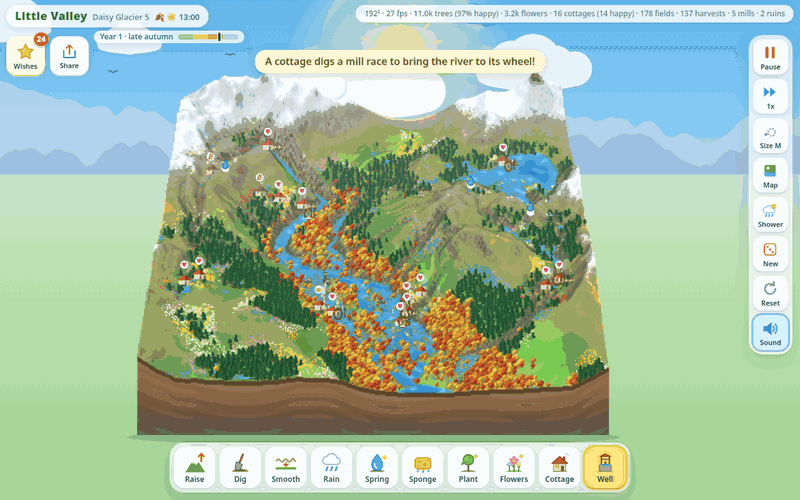 Little Valley Daisy Glacier 5 13:00
192² · 27 fps · 11.0k trees (97% happy) · 3.2k flowers · 16 cottages (14 happy) · 178 fields · 137 harvests · 5 mills · 2 ruins
Year 1 · late autumn
24
Wishes
Share
A cottage digs a mill race to bring the river to its wheel!
Pause
1x
Size M
Map
Shower
New
Reset
Sound
Raise
Dig
Smooth
Rain
Spring
Sponge
Plant
Flowers
Cottage
Well